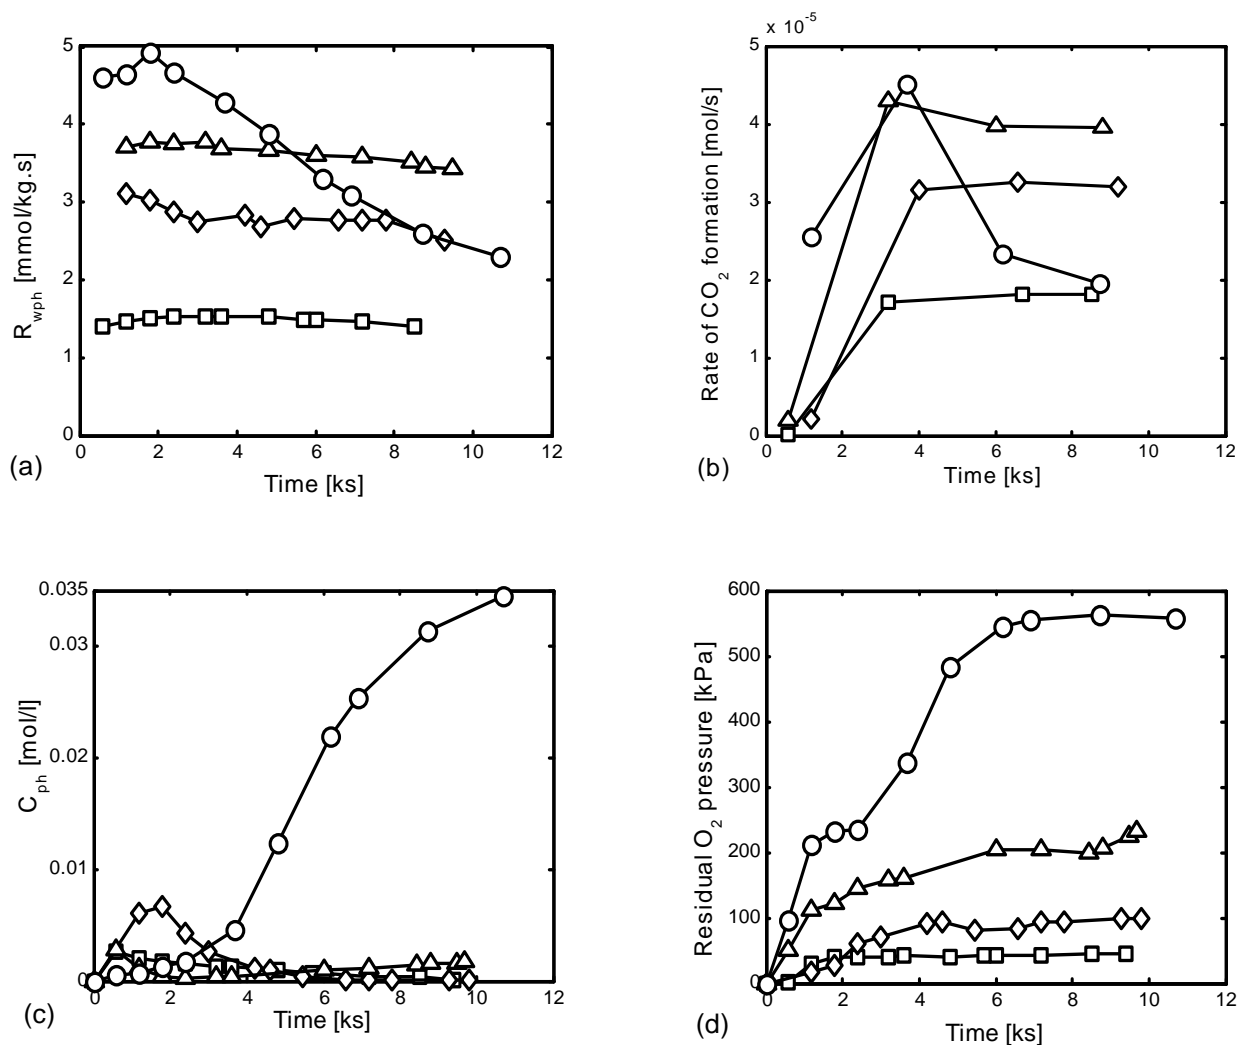 5
4
3
2
1
0
R_wph [mmol/kg.s]
0 2 4 6 8 10 12
Time [ks]
(a)
x 10^-5
5
4
3
2
1
0
Rate of CO_2 formation [mol/s]
0 2 4 6 8 10 12
Time [ks]
(b)
0.035
0.03
0.02
0.01
0
C_ph [mol/l]
0 2 4 6 8 10 12
Time [ks]
(c)
600
500
400
300
200
100
0
Residual O_2 pressure [kPa]
0 2 4 6 8 10 12
Time [ks]
(d)